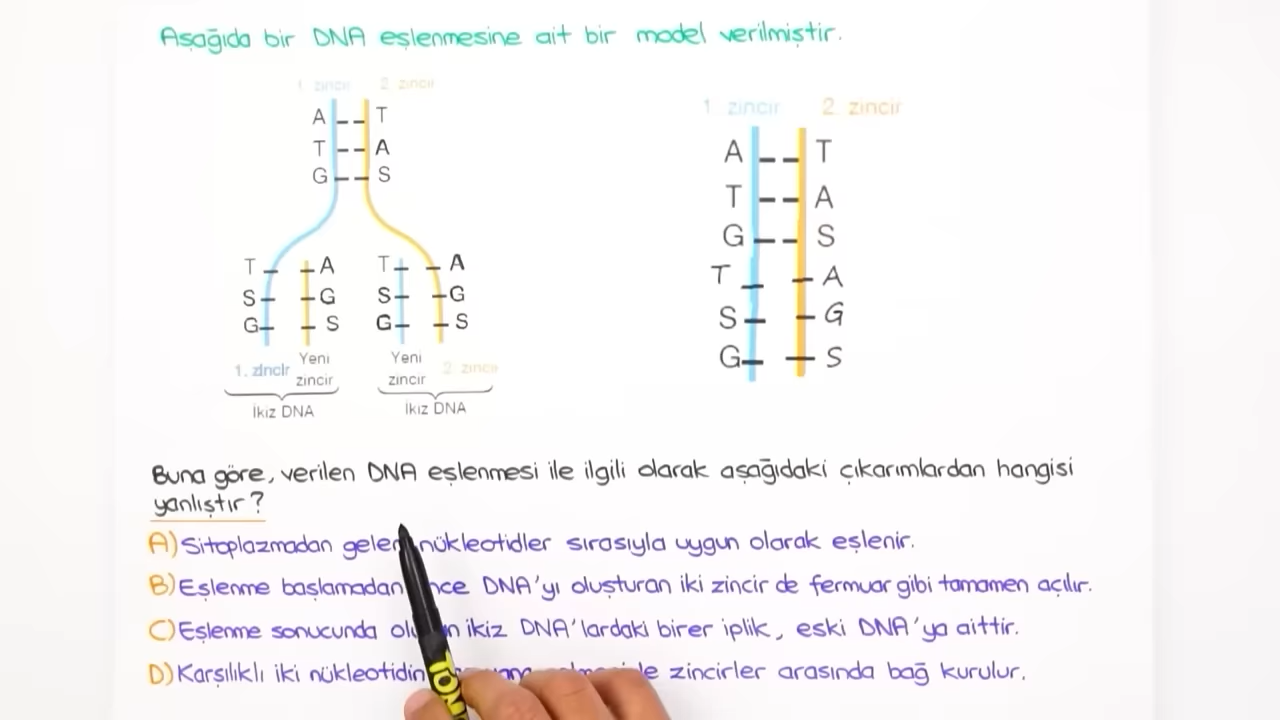 Aşağıda bir DNA eşlenmesine ait bir model verilmiştir.
1. zincir 2. zincir
A T
T A
G S
T A T A
S G S G
G S G S
1. zincir Yeni zincir Yeni zincir 2. zincir
İkiz DNA İkiz DNA
1. zincir 2. zincir
A T
T A
G S
T A
S G
G S
Buna göre, verilen DNA eşlenmesi ile ilgili olarak aşağıdaki çıkarımlardan hangisi
yanlıştır?
A) Sitoplazmadan gelen nükleotidler sırasıyla uygun olarak eşlenir.
B) Eşlenme başlamadan önce DNA'yı oluşturan iki zincir de fermuar gibi tamamen açılır.
C) Eşlenme sonucunda oluşan ikiz DNA'lardaki birer iplik, eski DNA'ya aittir.
D) Karşılıklı iki nükleotidin zincirler arasında bağ kurulur.
TOM